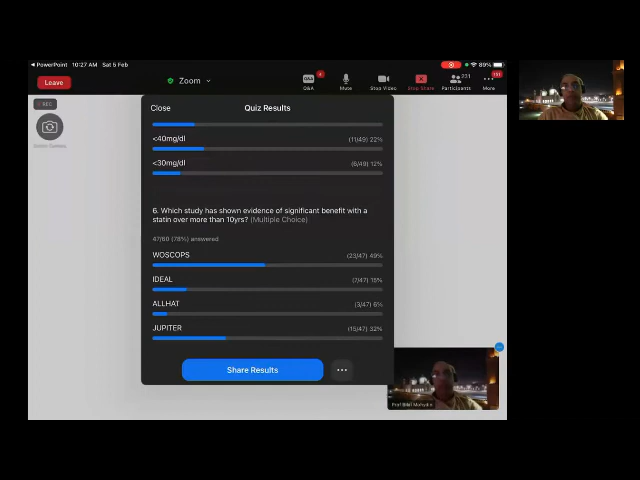 ◀ PowerPoint 10:27 AM Sat 5 Feb 89%
Leave
Zoom
4
231
Q&A Mute Stop Video Stop Share Participants More
REC
Close Quiz Results
<40mg/dl (11/49) 22%
<30mg/dl (6/49) 12%
6. Which study has shown evidence of significant benefit with a
statin over more than 10yrs? (Multiple Choice)
47/60 (78%) answered
WOSCOPS (23/47) 49%
IDEAL (7/47) 15%
ALLHAT (3/47) 6%
JUPITER (15/47) 32%
Share Results